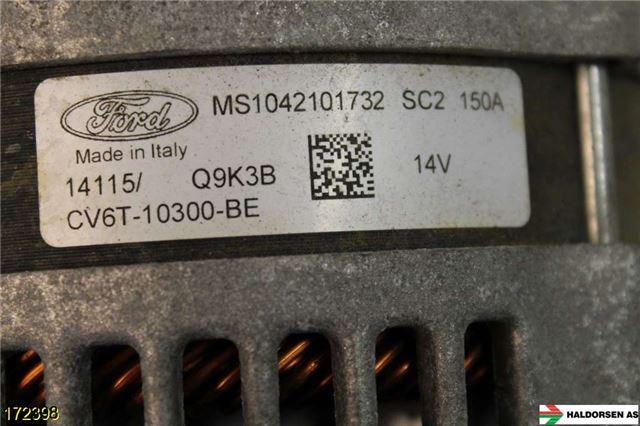 Ford MS1042101732 SC2 150A
Made in Italy
14115/ Q9K3B 14V
CV6T-10300-BE
172398
HALDORSEN AS